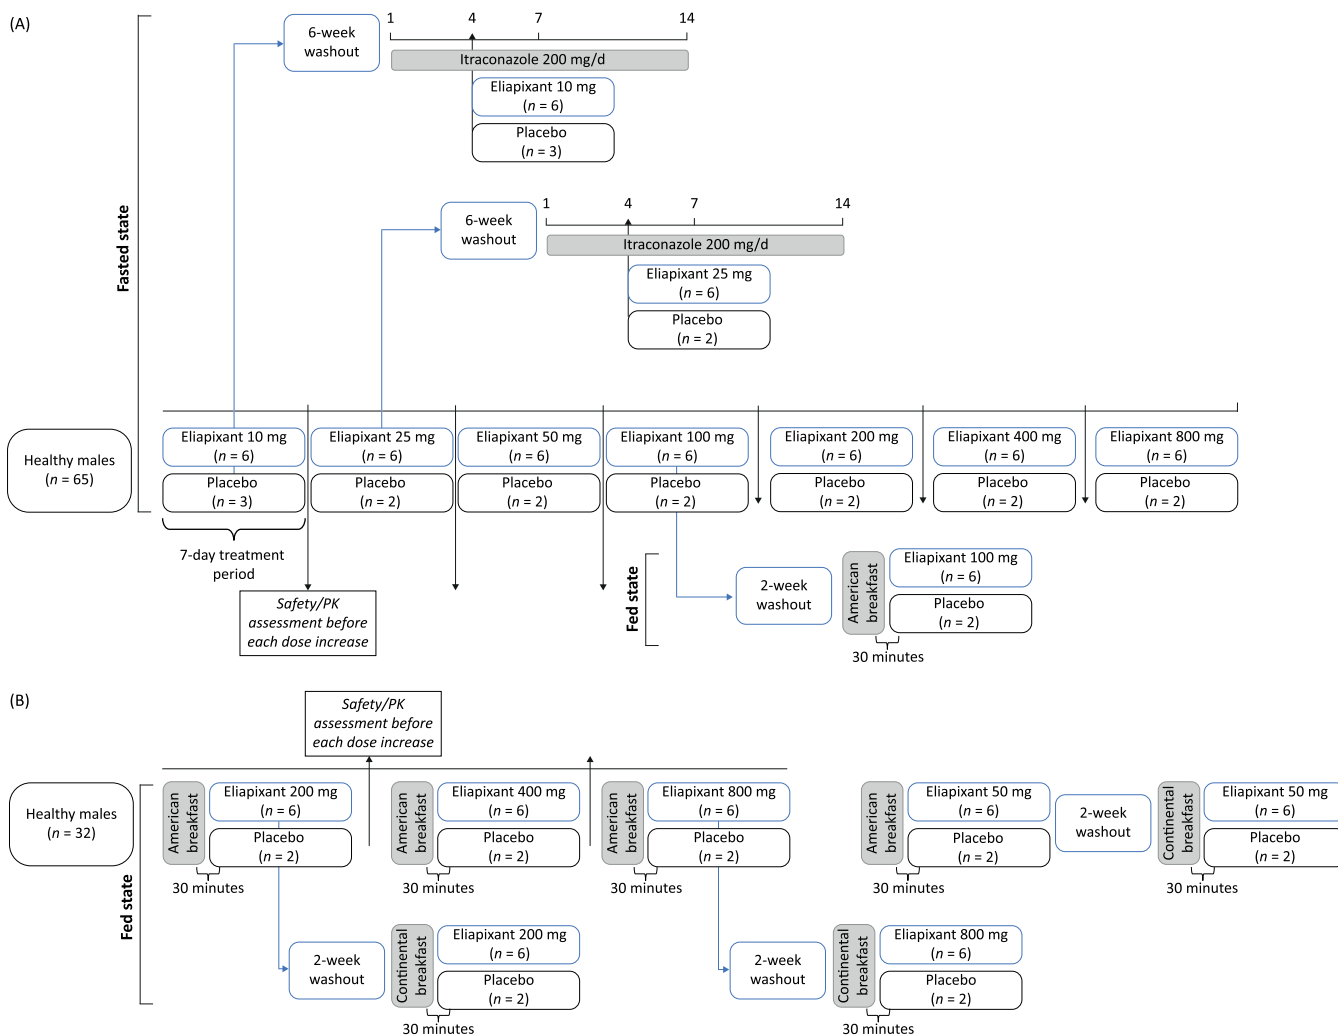 (A)
Fasted state
6-week
washout
1 4 7 14
Itraconazole 200 mg/d
Eliapixant 10 mg
(n = 6)
Placebo
(n = 3)
6-week
washout
1 4 7 14
Itraconazole 200 mg/d
Eliapixant 25 mg
(n = 6)
Placebo
(n = 2)
Healthy males
(n = 65)
Eliapixant 10 mg
(n = 6)
Placebo
(n = 3)
Eliapixant 25 mg
(n = 6)
Placebo
(n = 2)
Eliapixant 50 mg
(n = 6)
Placebo
(n = 2)
Eliapixant 100 mg
(n = 6)
Placebo
(n = 2)
Eliapixant 200 mg
(n = 6)
Placebo
(n = 2)
Eliapixant 400 mg
(n = 6)
Placebo
(n = 2)
Eliapixant 800 mg
(n = 6)
Placebo
(n = 2)
7-day treatment
period
Safety/PK
assessment before
each dose increase
Fed state
2-week
washout
American
breakfast
Eliapixant 100 mg
(n = 6)
Placebo
(n = 2)
30 minutes
(B)
Safety/PK
assessment before
each dose increase
Healthy males
(n = 32)
Fed state
American
breakfast
Eliapixant 200 mg
(n = 6)
Placebo
(n = 2)
30 minutes
American
breakfast
Eliapixant 400 mg
(n = 6)
Placebo
(n = 2)
30 minutes
American
breakfast
Eliapixant 800 mg
(n = 6)
Placebo
(n = 2)
30 minutes
American
breakfast
Eliapixant 50 mg
(n = 6)
Placebo
(n = 2)
30 minutes
2-week
washout
Continental
breakfast
Eliapixant 50 mg
(n = 6)
Placebo
(n = 2)
30 minutes
2-week
washout
Continental
breakfast
Eliapixant 200 mg
(n = 6)
Placebo
(n = 2)
30 minutes
2-week
washout
Continental
breakfast
Eliapixant 800 mg
(n = 6)
Placebo
(n = 2)
30 minutes